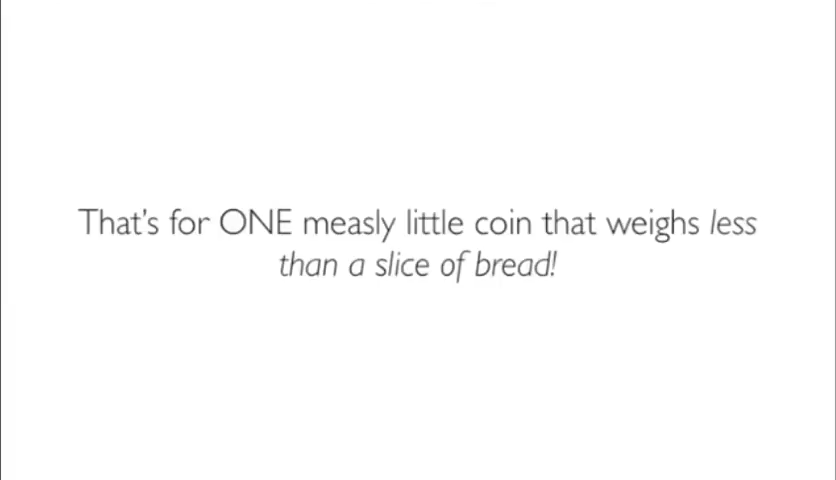 That's for ONE measly little coin that weighs less
than a slice of bread!